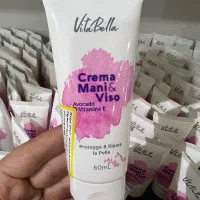 VitaBella
Crema
Mani &
Viso
Avocado
Vitamina E
Protegge & Ripara
la Pelle
60mL